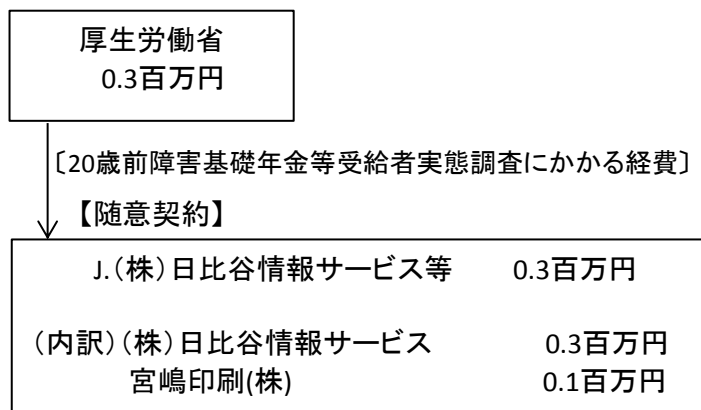 厚生労働省
0.3百万円
〔20歳前障害基礎年金等受給者実態調査にかかる経費〕
【随意契約】
J.(株)日比谷情報サービス等 0.3百万円
(内訳)(株)日比谷情報サービス 0.3百万円
宮嶋印刷(株) 0.1百万円